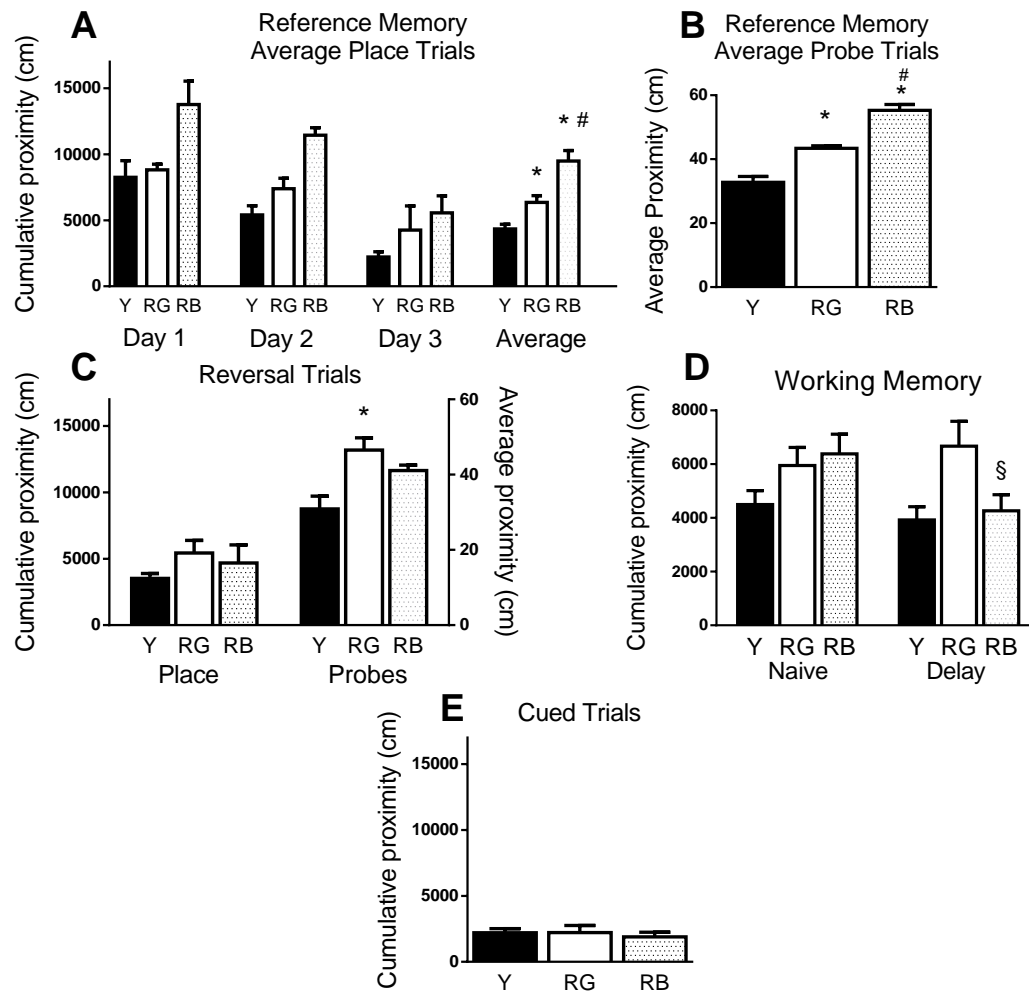 A
Reference Memory
Average Place Trials
Cumulative proximity (cm)
15000
10000
5000
0
* * #
Y RG RB Y RG RB Y RG RB Y RG RB
Day 1 Day 2 Day 3 Average
B
Reference Memory
Average Probe Trials
Average Proximity (cm)
60
40
20
0
#
* *
Y RG RB
C
Reversal Trials
Cumulative proximity (cm)
15000
10000
5000
0
*
60
40
20
0
Average proximity (cm)
Y RG RB Y RG RB
Place Probes
D
Working Memory
Cumulative proximity (cm)
8000
6000
4000
2000
0
§
Y RG RB Y RG RB
Naive Delay
E
Cued Trials
Cumulative proximity (cm)
15000
10000
5000
0
Y RG RB